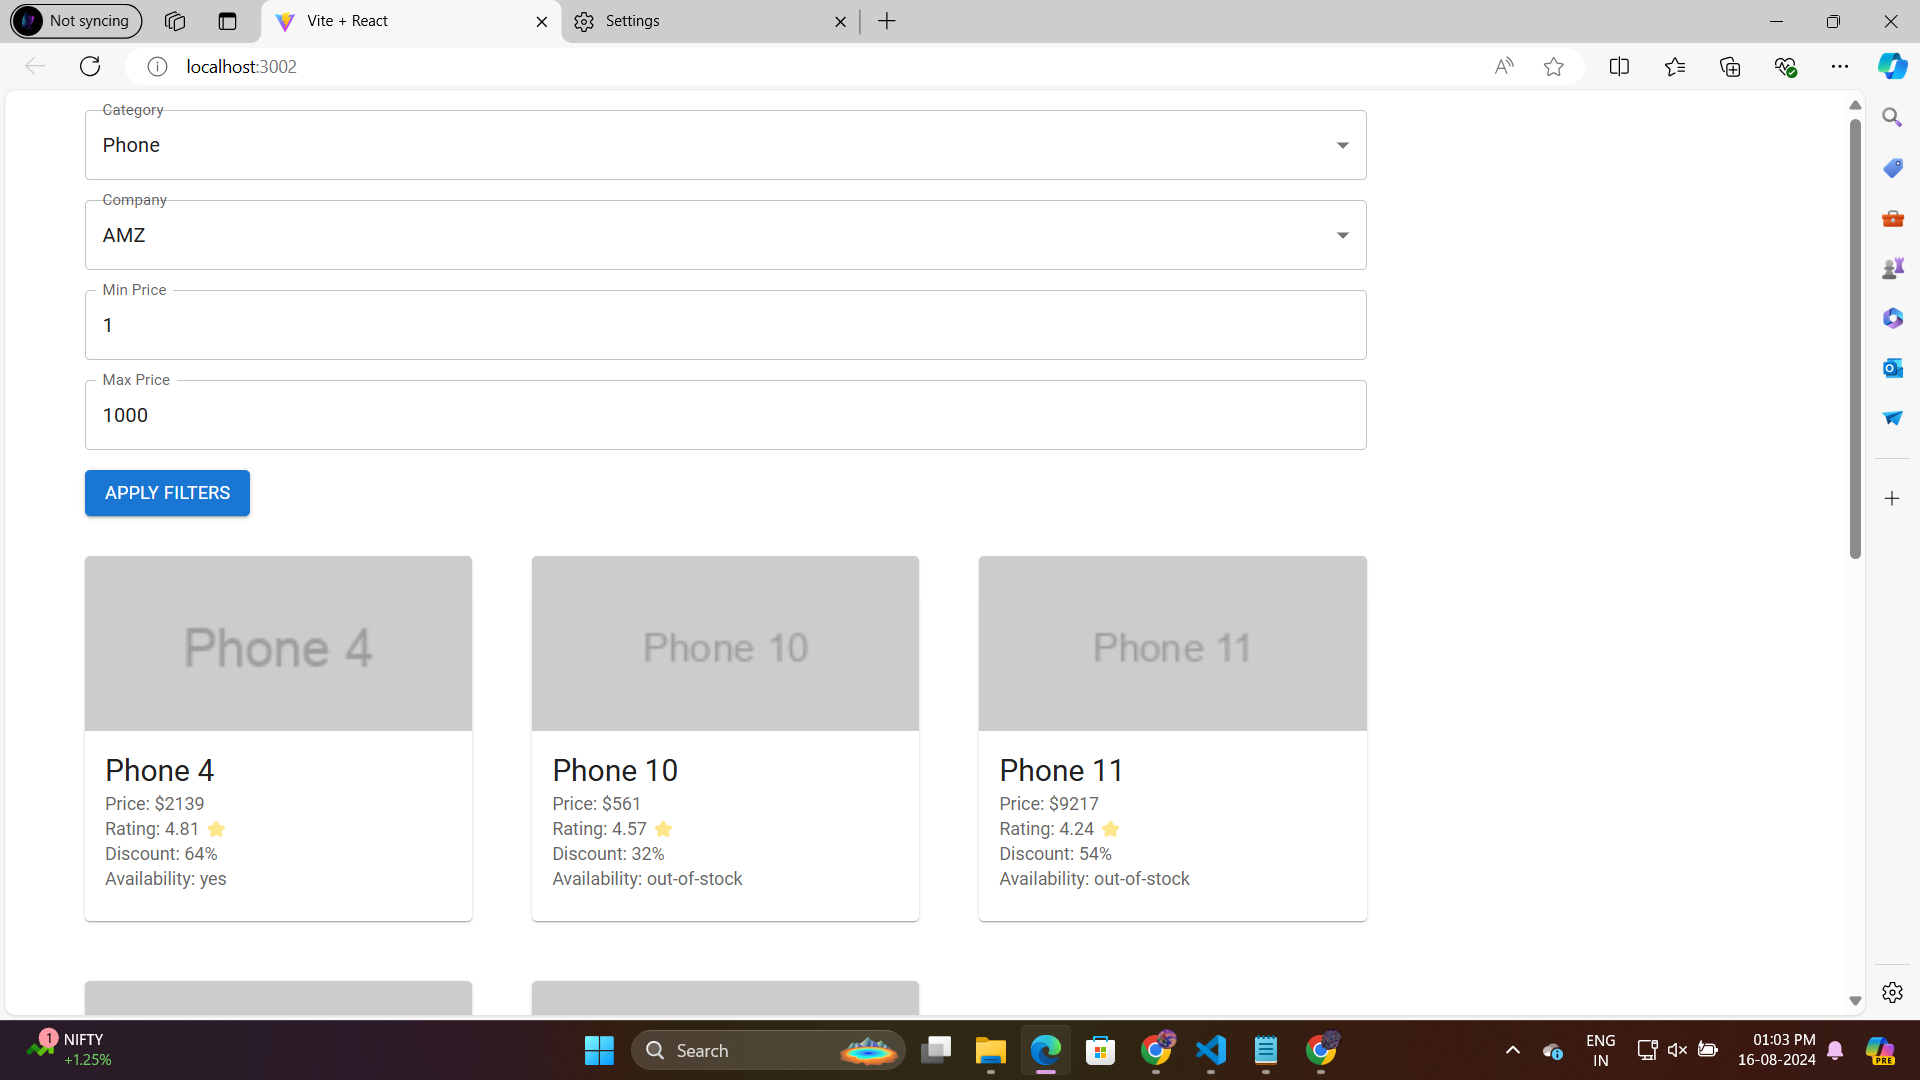 Not syncing
Vite + React
Settings
localhost:3002
Category
Phone
Company
AMZ
Min Price
1
Max Price
1000
APPLY FILTERS
Phone 4
Phone 10
Phone 11
Phone 4
Price: $2139
Rating: 4.81
Discount: 64%
Availability: yes
Phone 10
Price: $561
Rating: 4.57
Discount: 32%
Availability: out-of-stock
Phone 11
Price: $9217
Rating: 4.24
Discount: 54%
Availability: out-of-stock
1
NIFTY
+1.25%
Search
ENG
IN
01:03 PM
16-08-2024
PRE